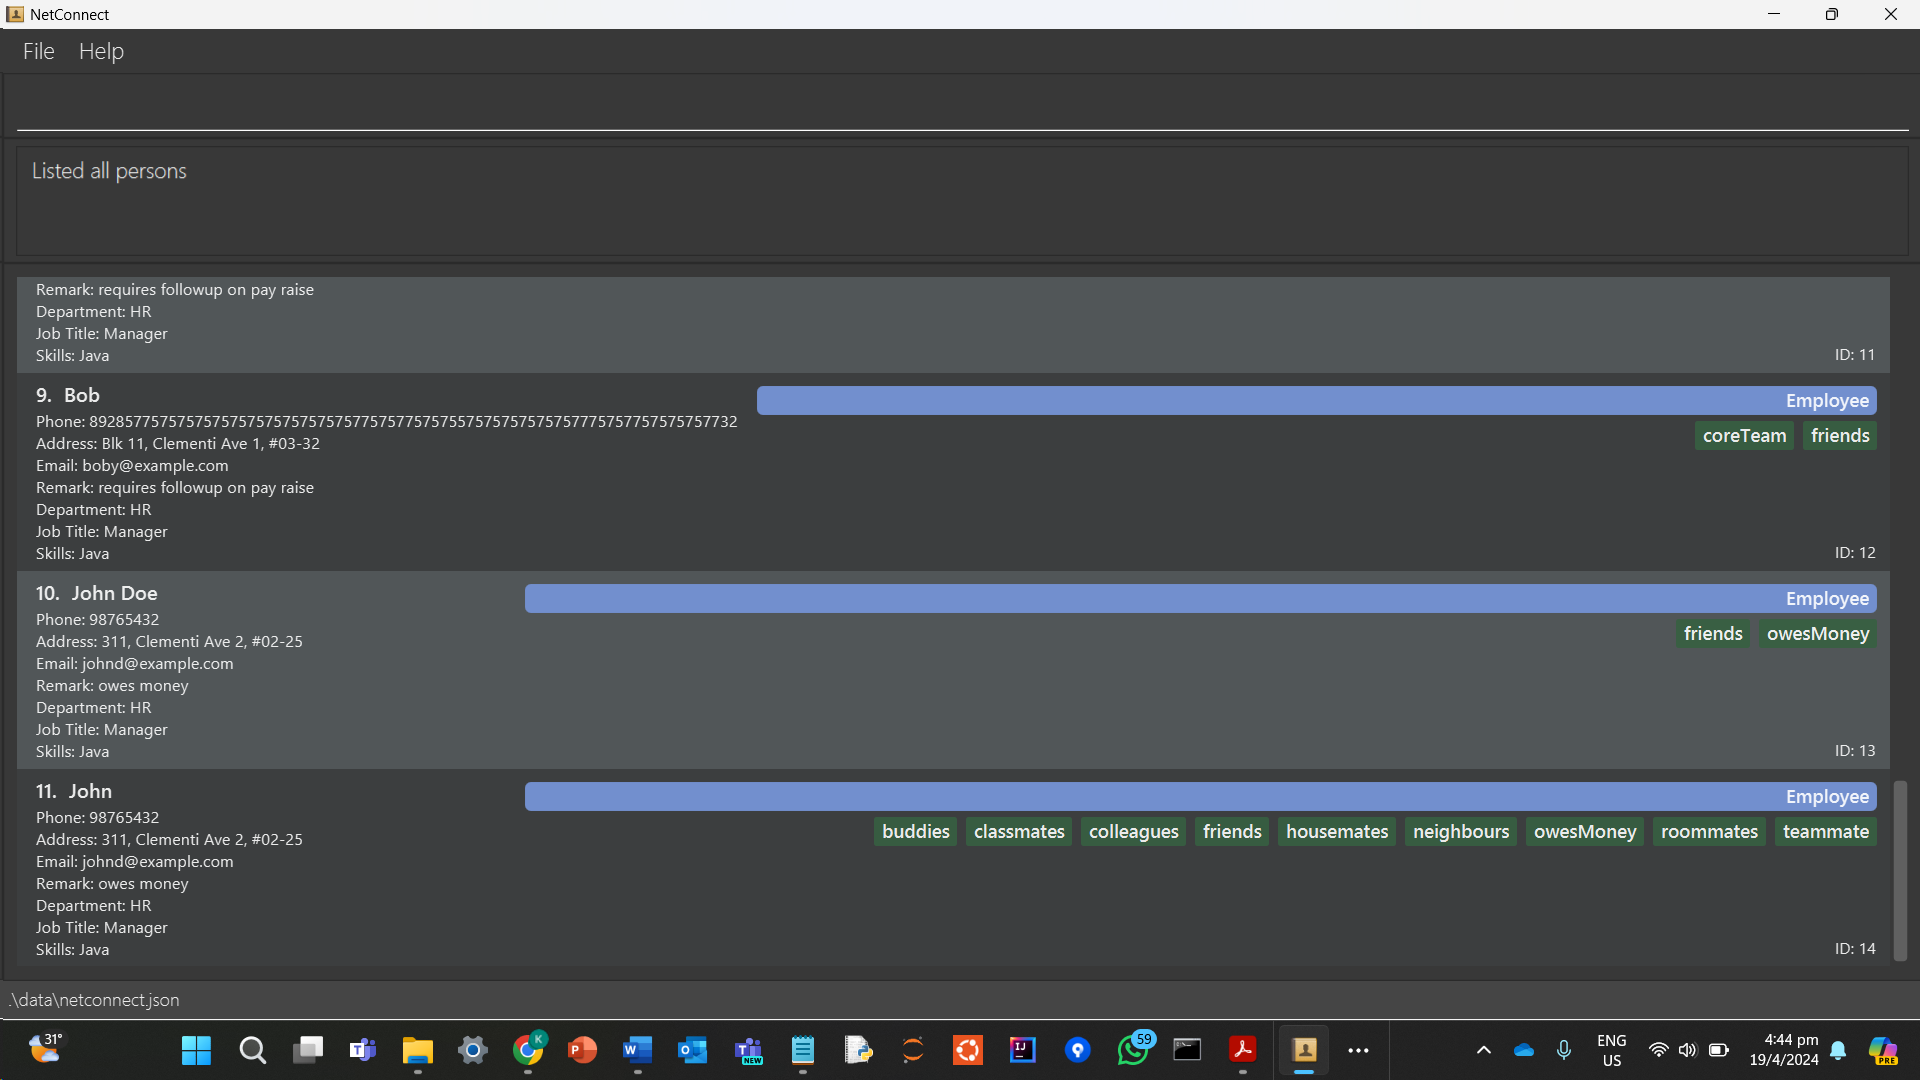 NetConnect
File Help
Listed all persons
Remark: requires followup on pay raise
Department: HR
Job Title: Manager
Skills: Java
ID: 11
9. Bob
Employee
Phone: 
coreTeam friends
Address: Blk 11, Clementi Ave 1, #03-32
Email: boby@example.com
Remark: requires followup on pay raise
Department: HR
Job Title: Manager
Skills: Java
ID: 12
10. John Doe
Employee
Phone: 98765432
friends owesMoney
Address: 311, Clementi Ave 2, #02-25
Email: johnd@example.com
Remark: owes money
Department: HR
Job Title: Manager
Skills: Java
ID: 13
11. John
Employee
Phone: 98765432
buddies classmates colleagues friends housemates neighbours owesMoney roommates teammate
Address: 311, Clementi Ave 2, #02-25
Email: johnd@example.com
Remark: owes money
Department: HR
Job Title: Manager
Skills: Java
ID: 14
.\data\netconnect.json
31°
K
P
W
NEW
IJ
59
ENG
US
4:44 pm
19/4/2024
PRE